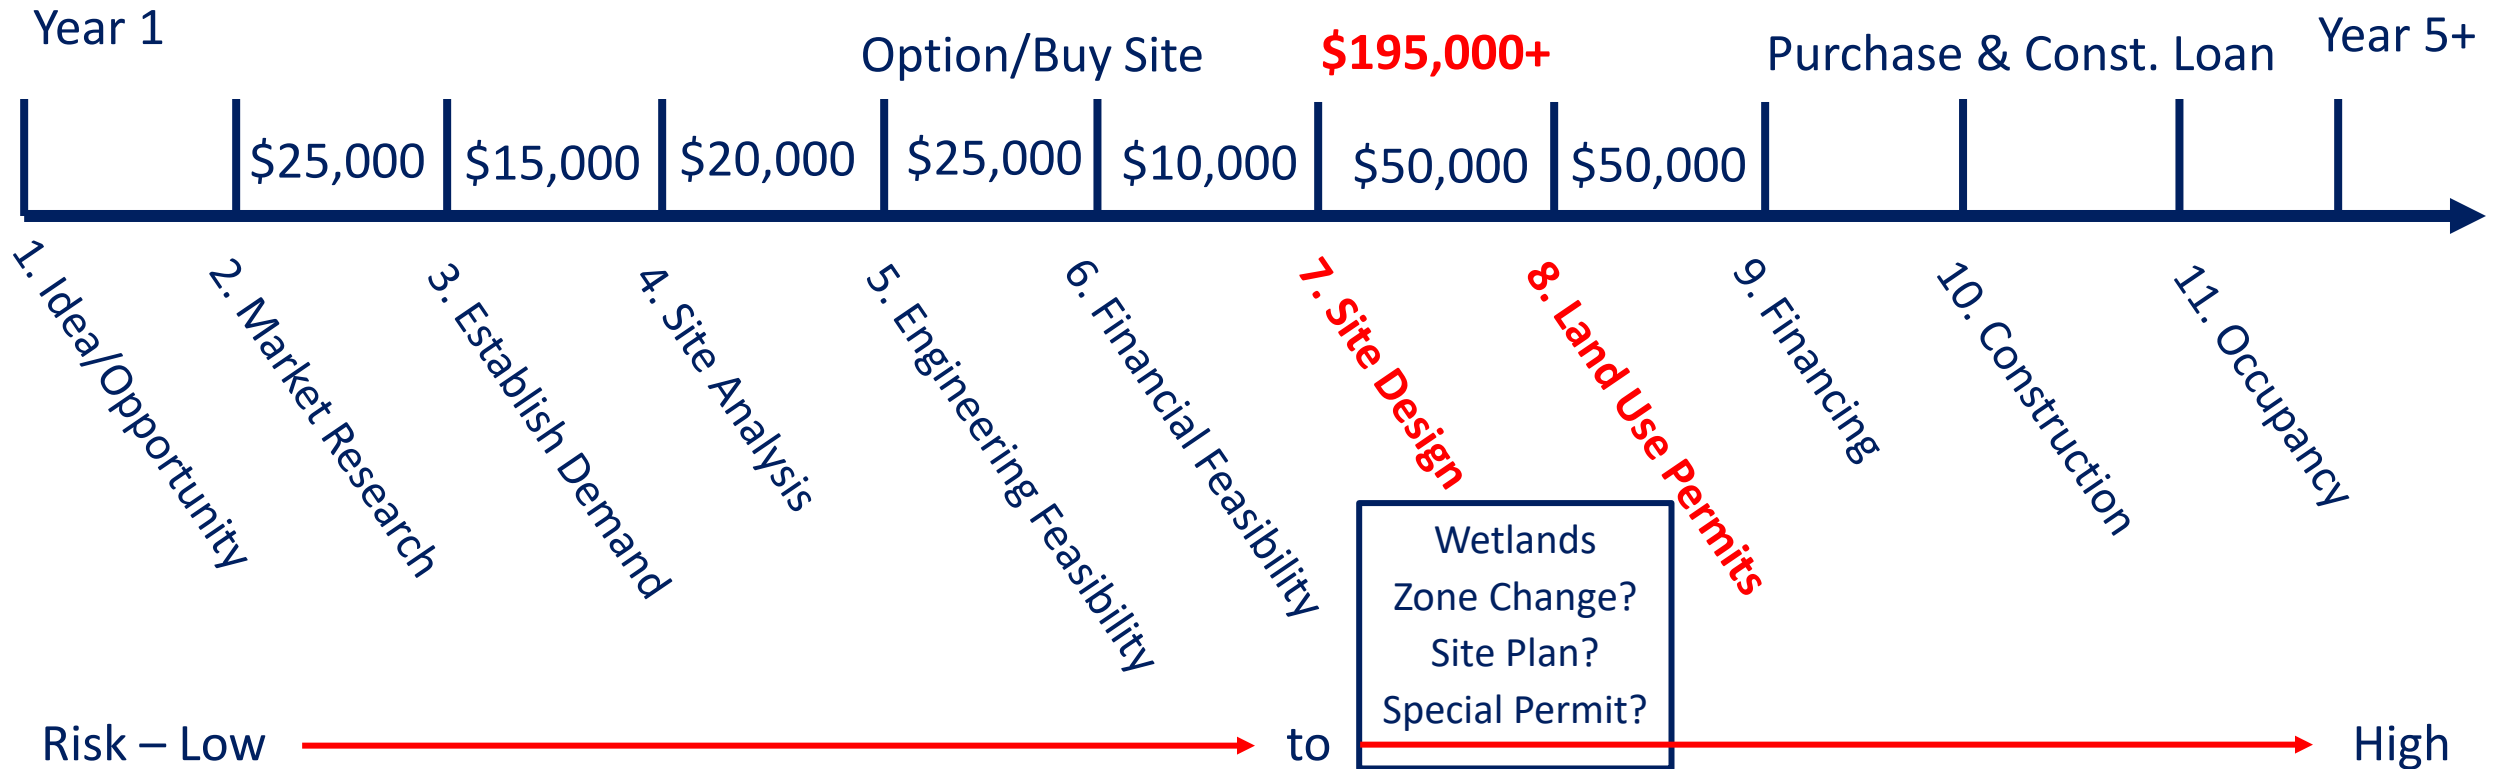 Year 1
Option/Buy Site
$195,000+
Purchase & Const. Loan
Year 5+
$25,000
$15,000
$20,000
$25,000
$10,000
$50,000
$50,000
1. Idea/Opportunity
2. Market Research
3. Establish Demand
4. Site Analysis
5. Engineering Feasibility
6. Financial Feasibility
7. Site Design
8. Land Use Permits
9. Financing
10. Construction
11. Occupancy
Wetlands
Zone Change?
Site Plan?
Special Permit?
Risk – Low
to
High